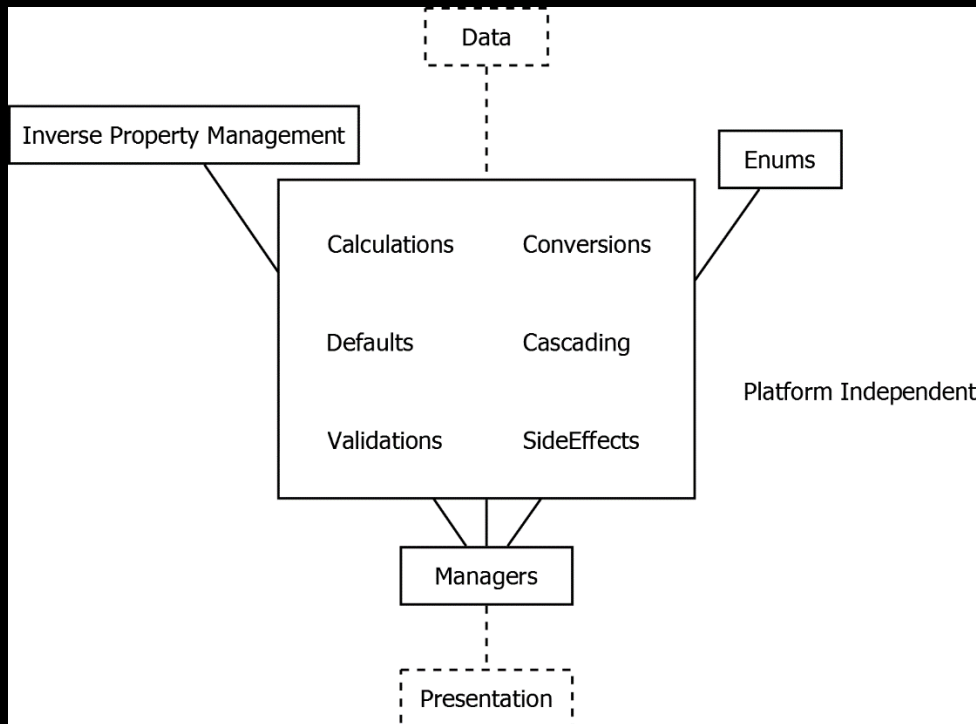 Data
Inverse Property Management
Enums
Calculations
Conversions
Defaults
Cascading
Platform Independent
Validations
SideEffects
Managers
Presentation